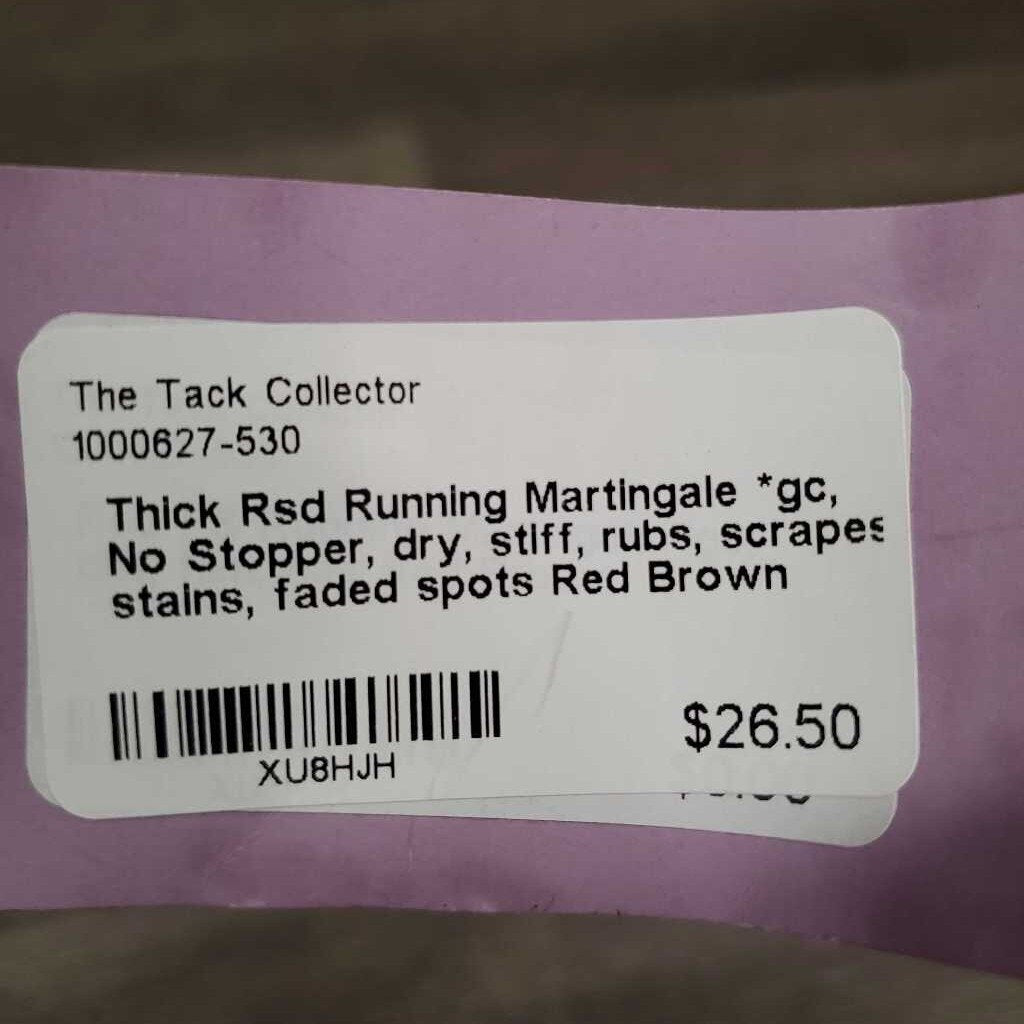 The Tack Collector
1000627-530
Thick Rsd Running Martingale *gc,
No Stopper, dry, stiff, rubs, scrapes
stains, faded spots Red Brown
XU8HJH
$26.50